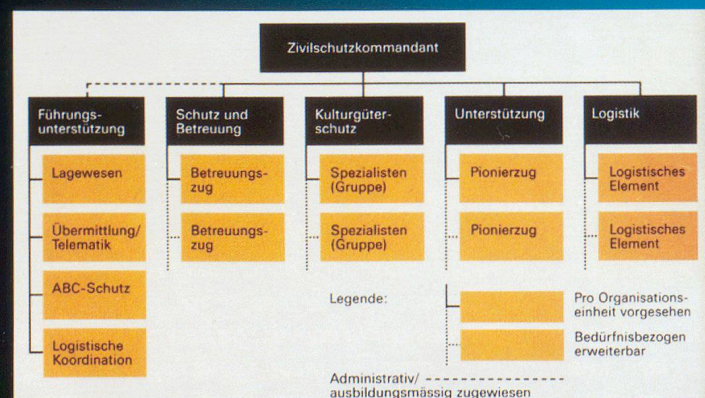 Zivilschutzkommandant
Führungs-
unterstützung
Schutz und
Betreuung
Kulturgüter-
schutz
Unterstützung
Logistik
Lagewesen
Betreuungs-
zug
Spezialisten
(Gruppe)
Pionierzug
Logistisches
Element
Übermittlung/
Telematik
Betreuungs-
zug
Spezialisten
(Gruppe)
Pionierzug
Logistisches
Element
ABC-Schutz
Logistische
Koordination
Legende:
Pro Organisations-
einheit vorgesehen
Bedürfnisbezogen
erweiterbar
Administrativ/
ausbildungsmässig zugewiesen